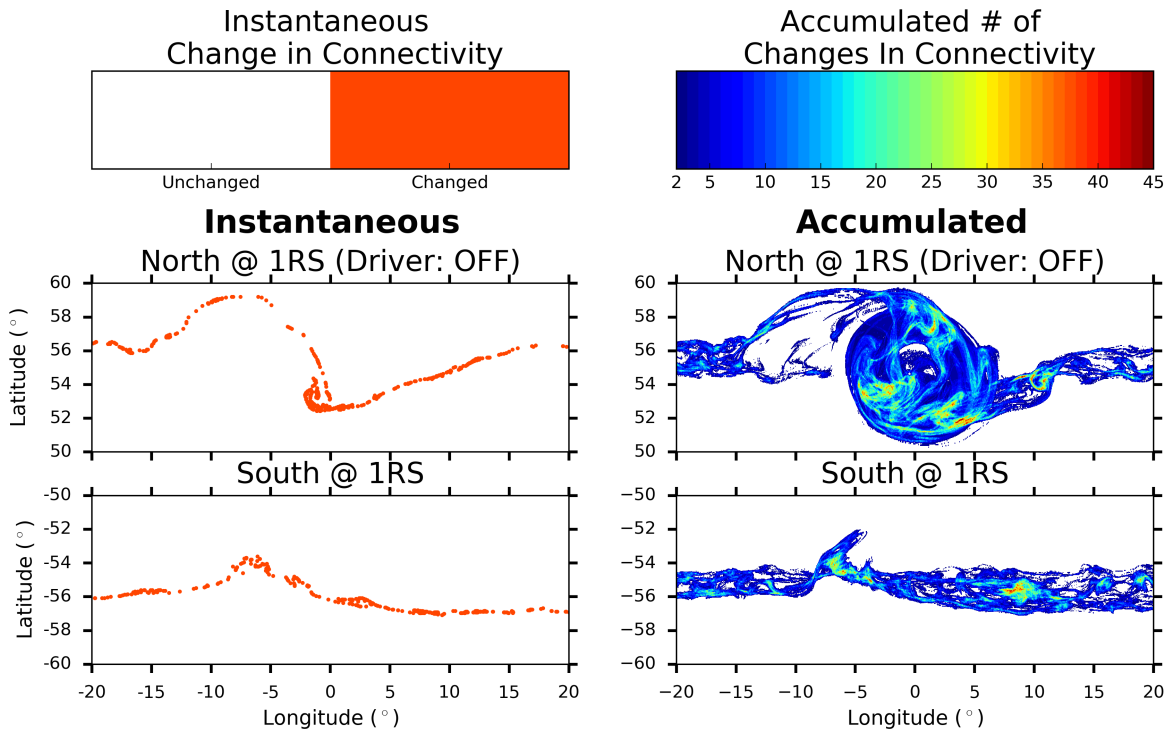 Instantaneous
Change in Connectivity
Unchanged Changed
Accumulated # of
Changes In Connectivity
2 5 10 15 20 25 30 35 40 45
Instantaneous
North @ 1RS (Driver: OFF)
60
58
56
54
52
50
Latitude (°)
South @ 1RS
-50
-52
-54
-56
-58
-60
Latitude (°)
-20 -15 -10 -5 0 5 10 15 20
Longitude (°)
Accumulated
North @ 1RS (Driver: OFF)
60
58
56
54
52
50
South @ 1RS
−50
−52
−54
−56
−58
−60
−20 −15 −10 −5 0 5 10 15 20
Longitude (°)